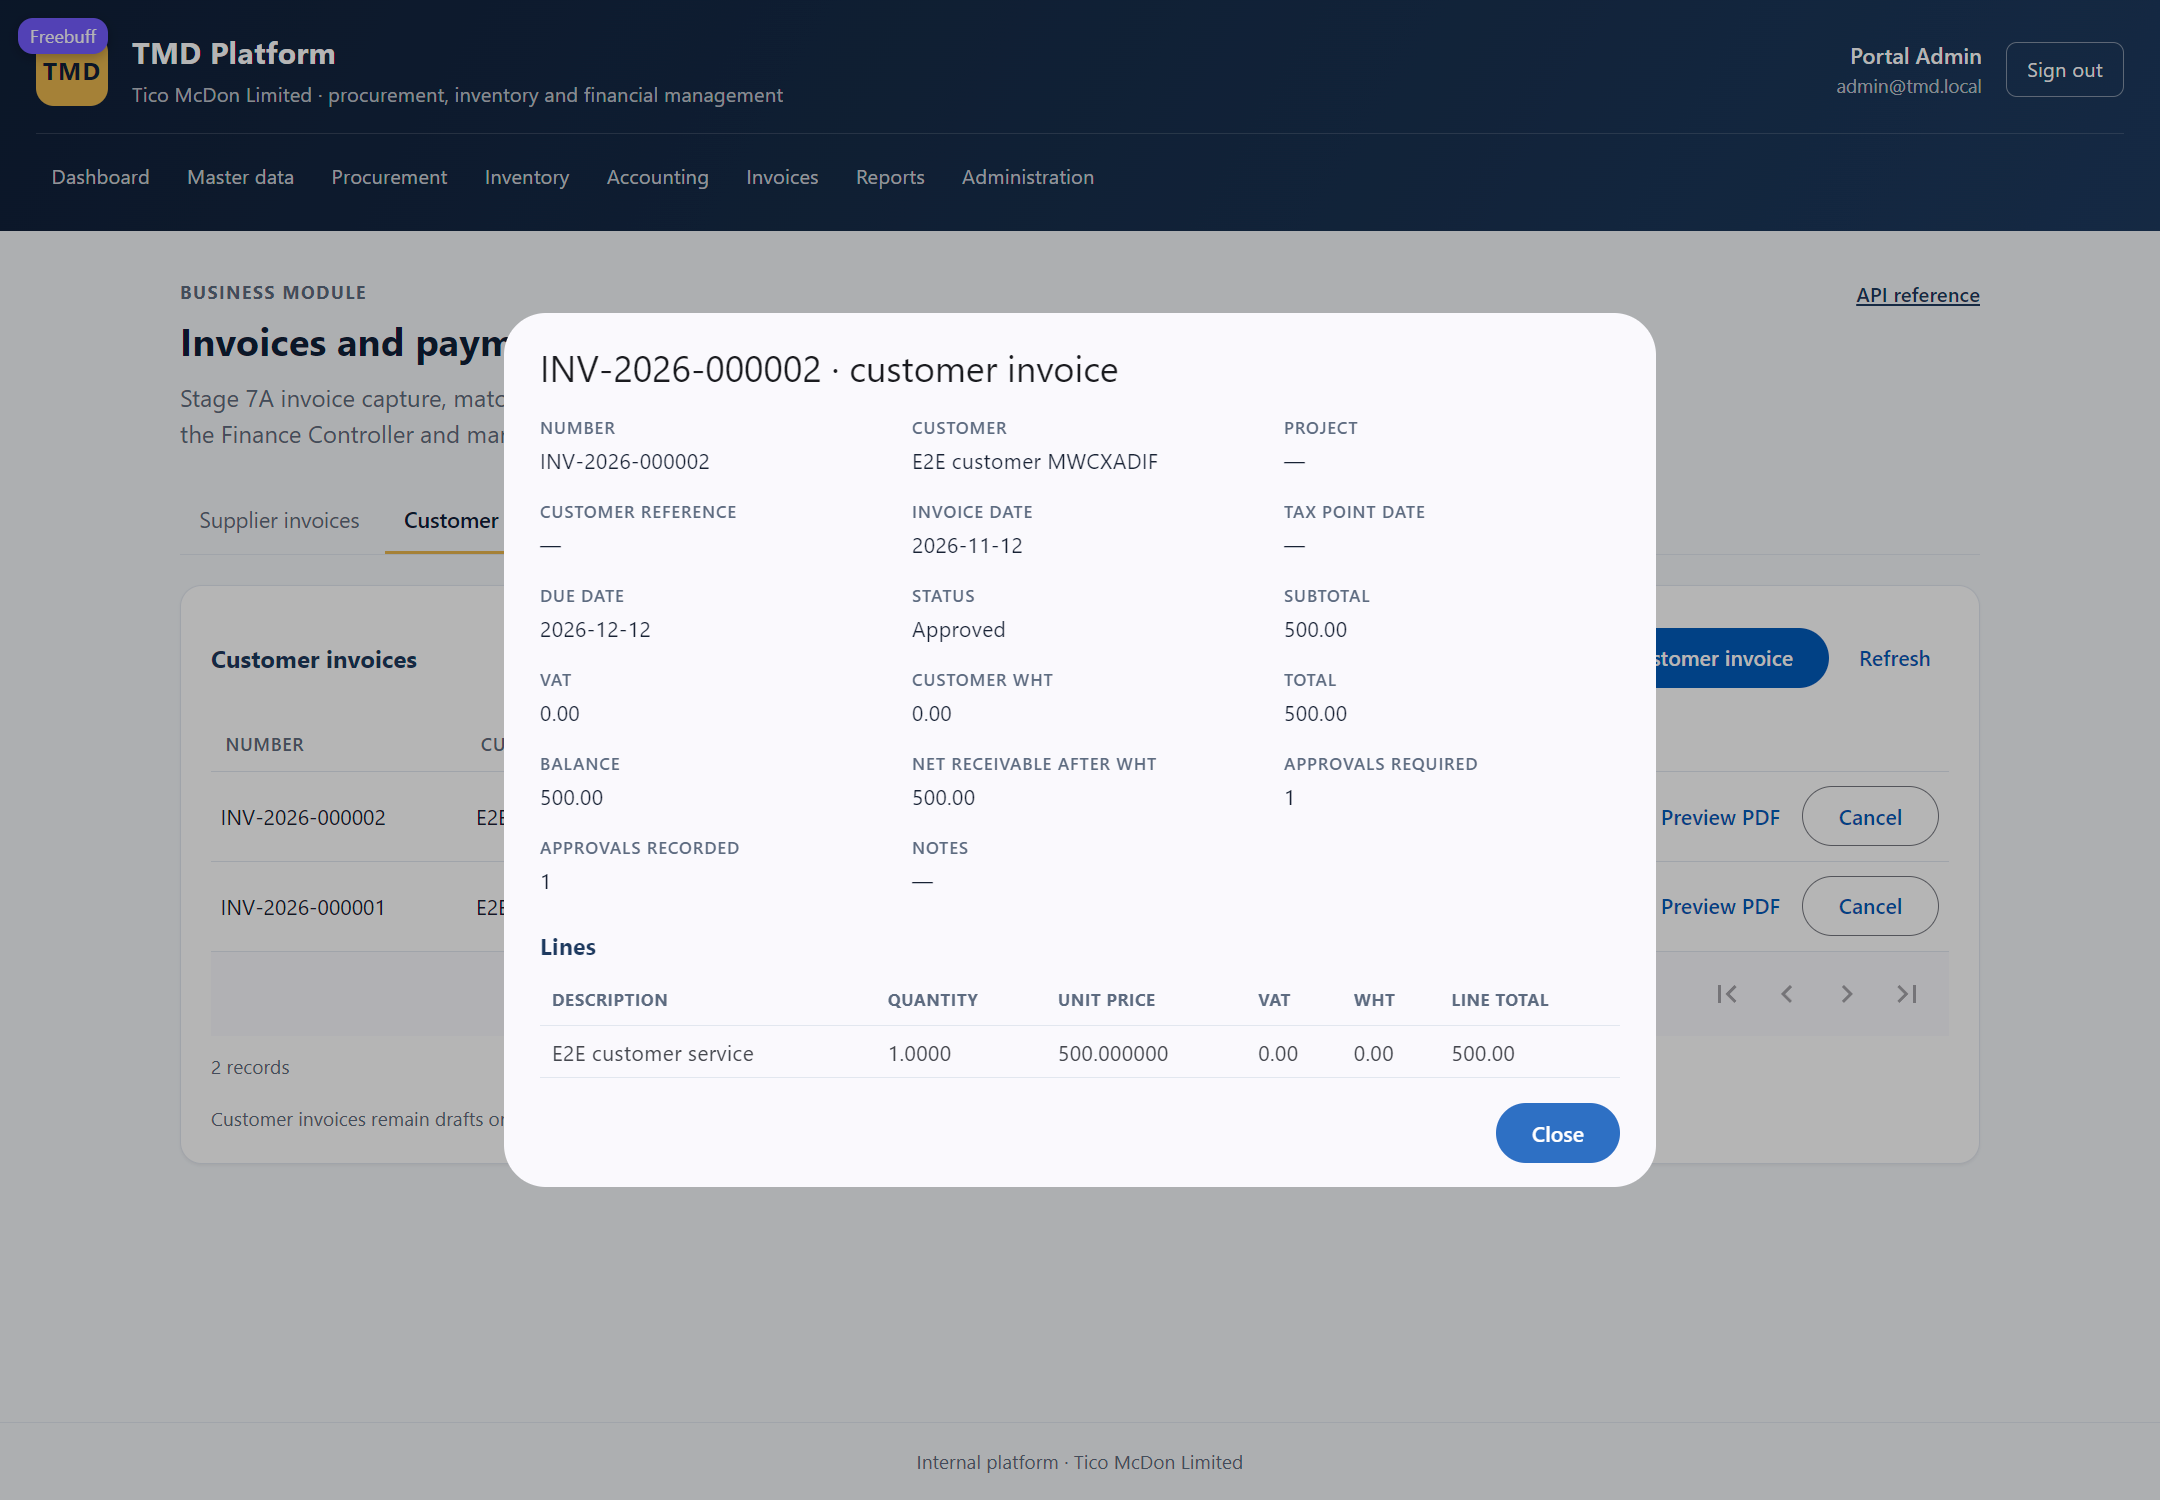 Freebuff
TMD
TMD Platform
Tico McDon Limited · procurement, inventory and financial management
Portal Admin
admin@tmd.local
Sign out
Dashboard Master data Procurement Inventory Accounting Invoices Reports Administration
BUSINESS MODULE
API reference
Invoices and paym
Stage 7A invoice capture, matc
the Finance Controller and mar
Supplier invoices Customer
Customer invoices
stomer invoice Refresh
NUMBER CU
INV-2026-000002 E2E Preview PDF Cancel
INV-2026-000001 E2E Preview PDF Cancel
2 records
Customer invoices remain drafts or
INV-2026-000002 · customer invoice
NUMBER CUSTOMER PROJECT
INV-2026-000002 E2E customer MWCXADIF —
CUSTOMER REFERENCE INVOICE DATE TAX POINT DATE
— 2026-11-12 —
DUE DATE STATUS SUBTOTAL
2026-12-12 Approved 500.00
VAT CUSTOMER WHT TOTAL
0.00 0.00 500.00
BALANCE NET RECEIVABLE AFTER WHT APPROVALS REQUIRED
500.00 500.00 1
APPROVALS RECORDED NOTES
1 —
Lines
DESCRIPTION QUANTITY UNIT PRICE VAT WHT LINE TOTAL
E2E customer service 1.0000 500.000000 0.00 0.00 500.00
Close
Internal platform · Tico McDon Limited